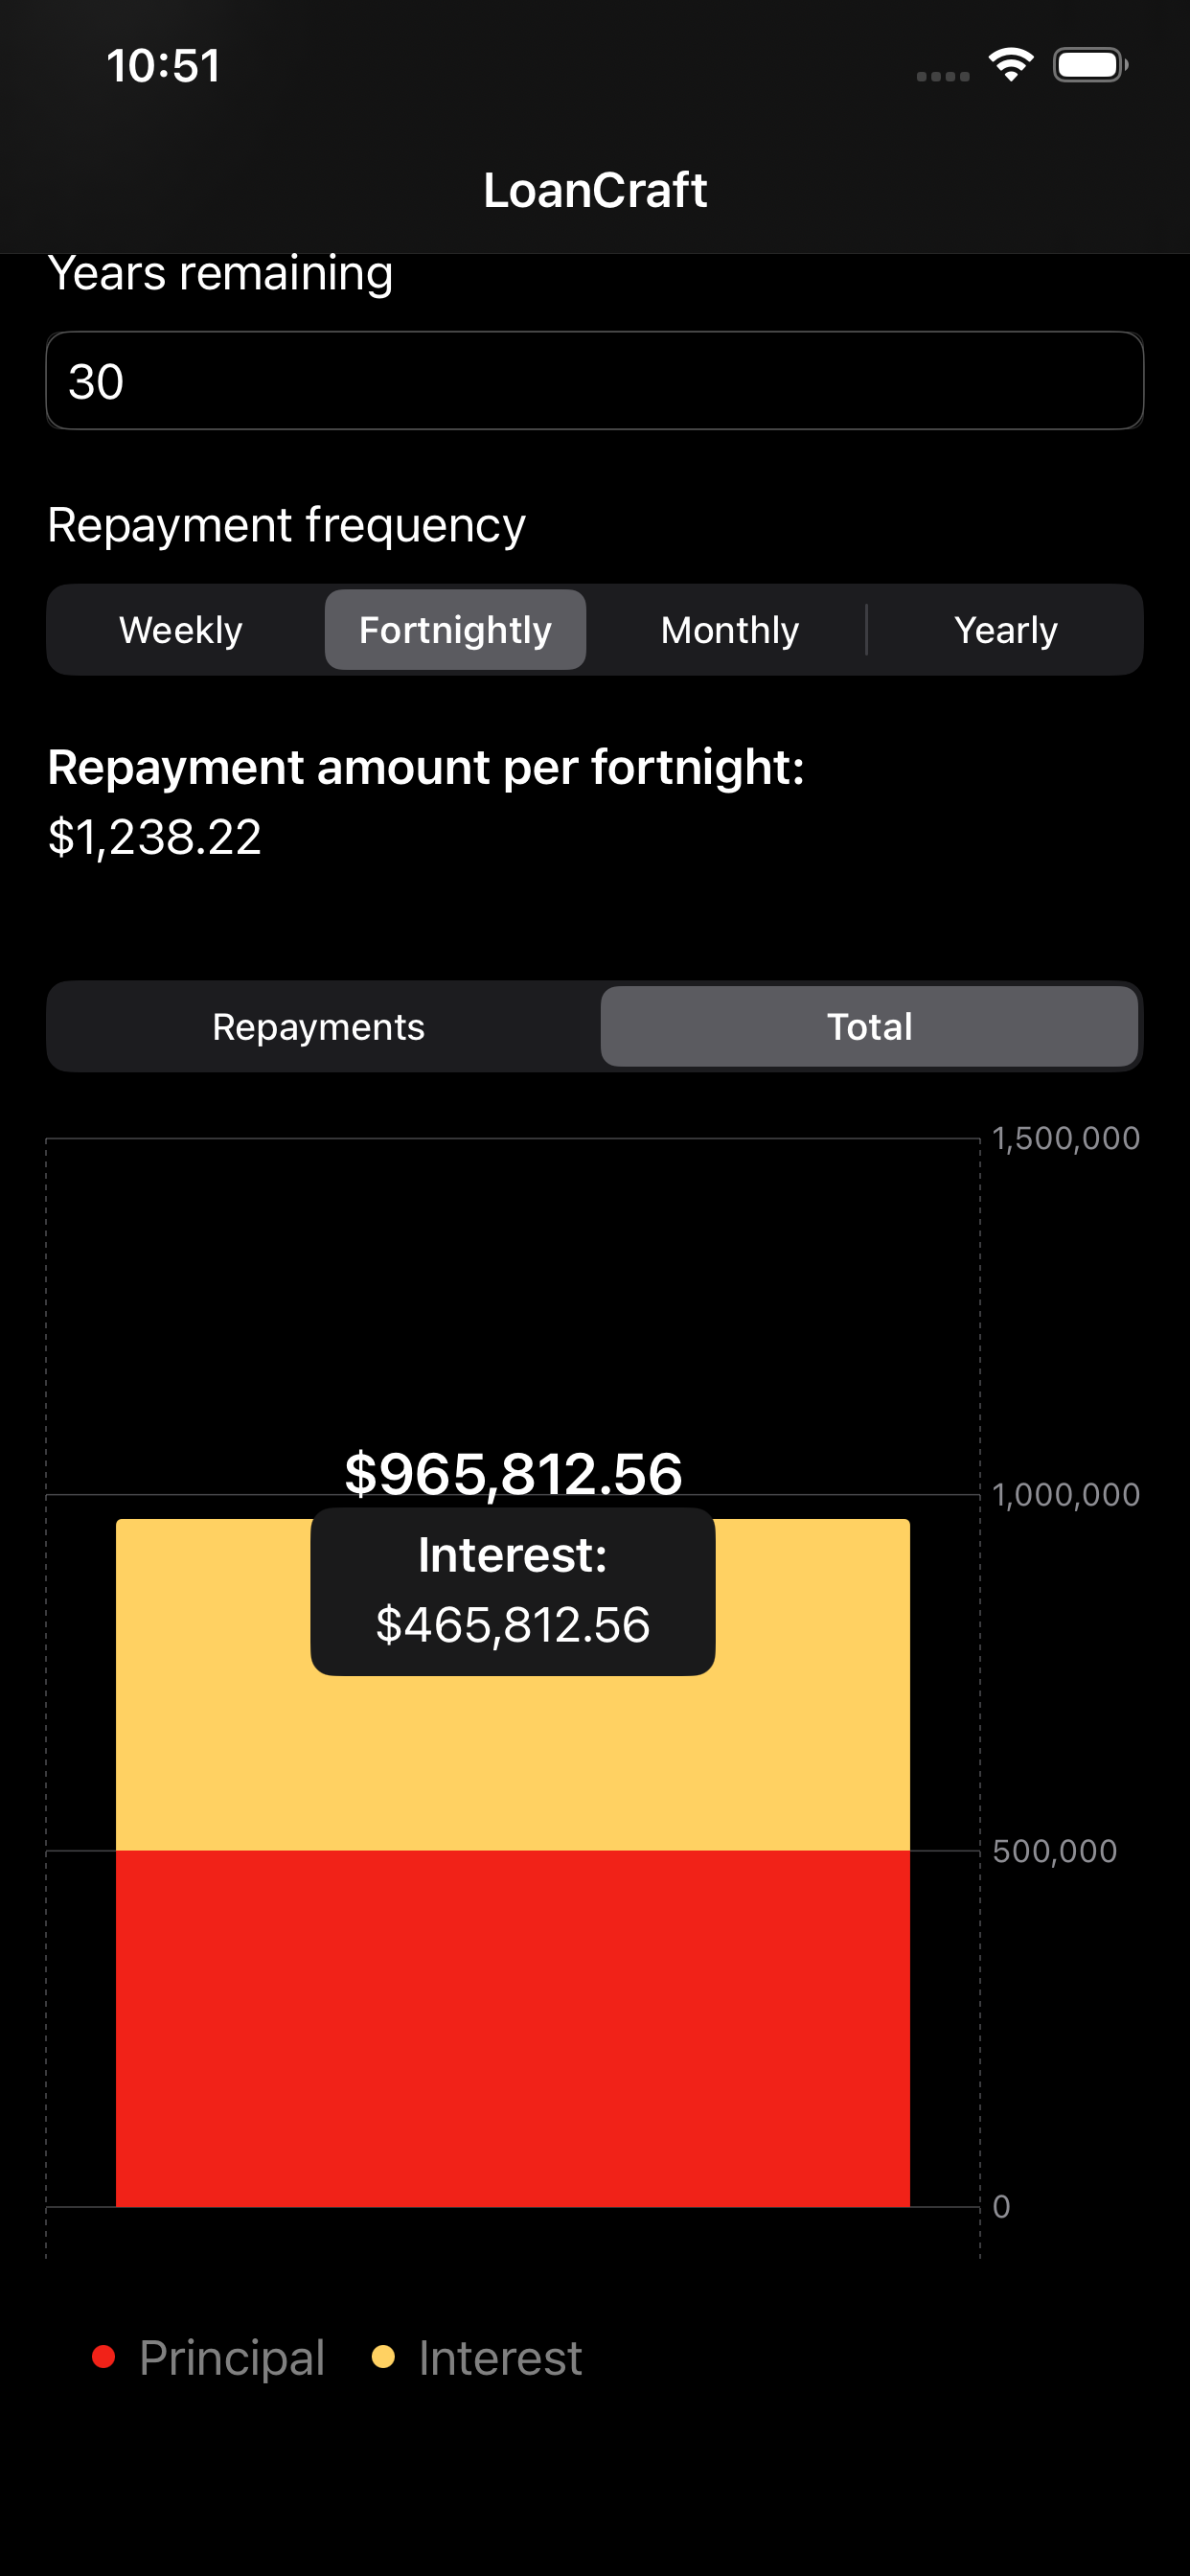 10:51
LoanCraft
Years remaining
30
Repayment frequency
Weekly Fortnightly Monthly Yearly
Repayment amount per fortnight:
$1,238.22
Repayments Total
1,500,000
$965,812.56
1,000,000
Interest:
$465,812.56
500,000
0
Principal Interest